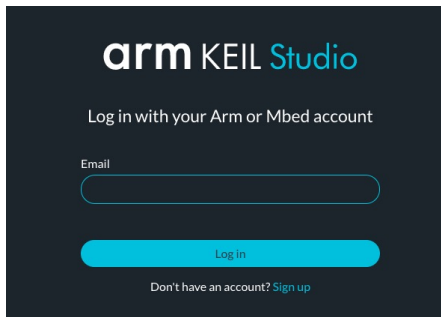 arm KEIL Studio
Log in with your Arm or Mbed account
Email
Log in
Don't have an account? Sign up